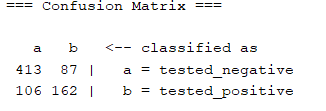 === Confusion Matrix ===
a b <-- classified as
413 87 | a = tested_negative
106 162 | b = tested_positive